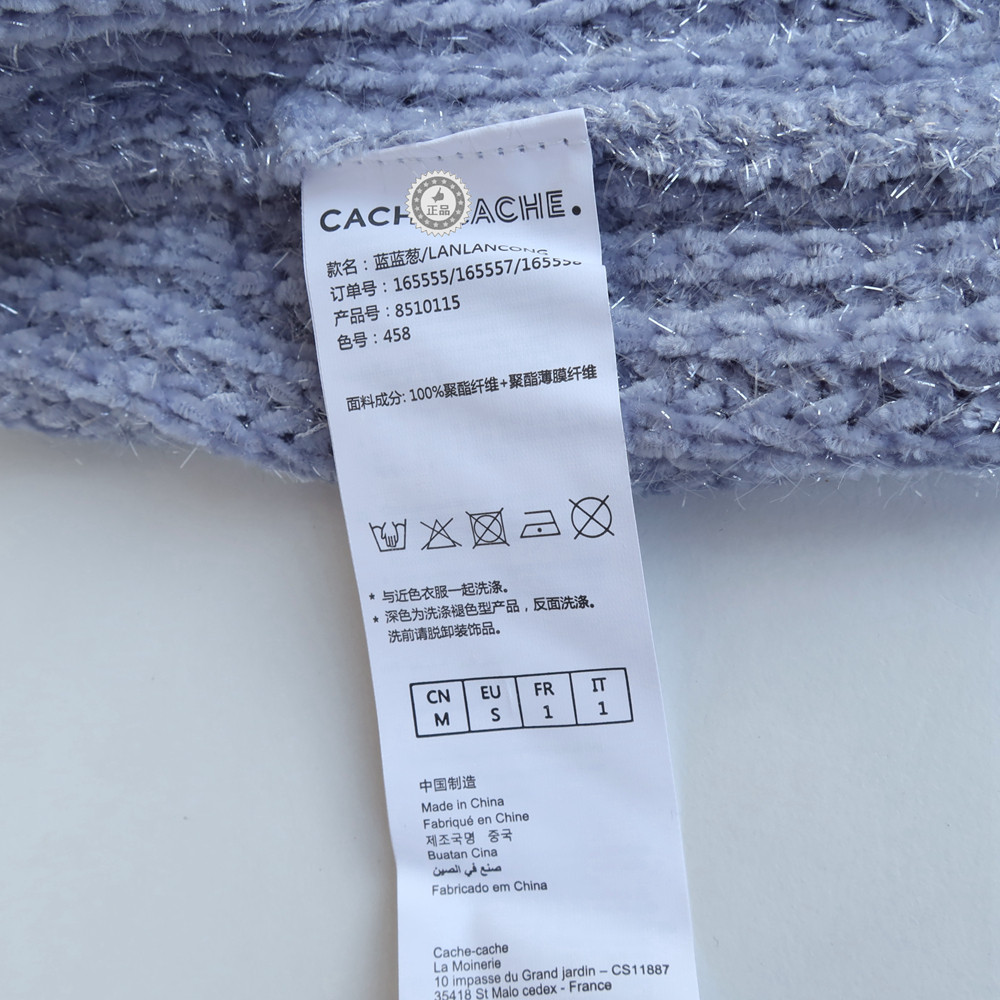 CACHE CACHE.
正品
款名：蓝蓝葱/LANLANCONG
订单号：165555/165557/165558
产品号：8510115
色号：458
面料成分: 100%聚酯纤维+聚酯薄膜纤维
* 与近色衣服一起洗涤。
* 深色为洗涤褪色型产品，反面洗涤。
洗前请脱卸装饰品。
CN EU FR IT
M S 1 1
中国制造
Made in China
Fabriqué en Chine
제조국명 중국
Buatan Cina
صنع في الصين
Fabricado em China
Cache-cache
La Moinerie
10 impasse du Grand jardin – CS11887
35418 St Malo cedex - France